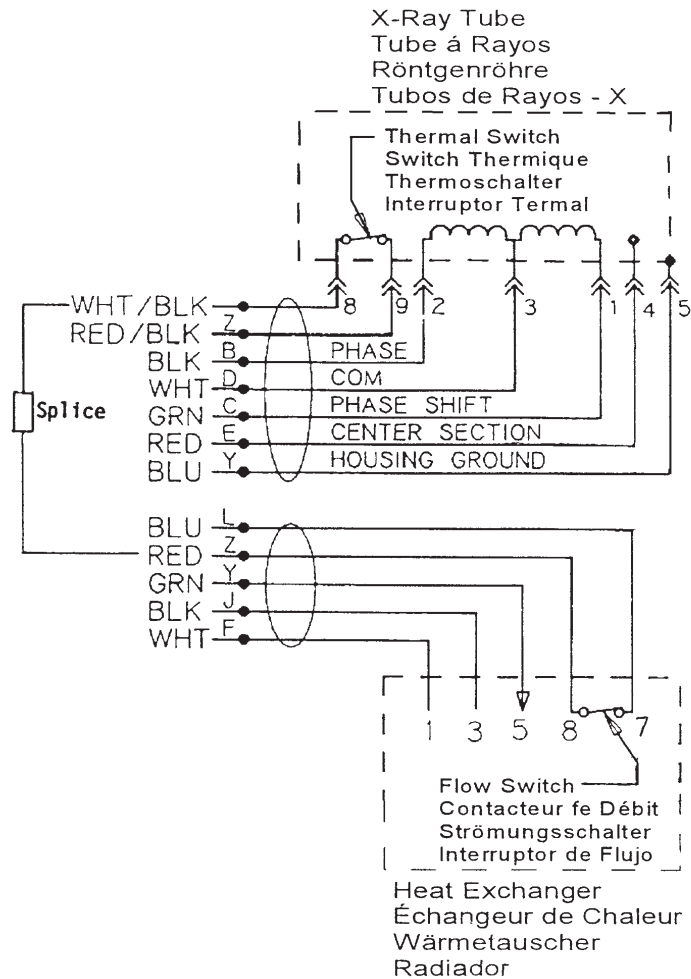 X-Ray Tube
Tube á Rayos
Röntgenröhre
Tubos de Rayos - X
Thermal Switch
Switch Thermique
Thermoschalter
Interruptor Termal
8 9 2 3 1 4 5
WHT/BLK
RED/BLK Z
BLK B PHASE
WHT D COM
GRN C PHASE SHIFT
RED E CENTER SECTION
BLU Y HOUSING GROUND
Splice
BLU L
RED Z
GRN Y
BLK J
WHT F
1 3 5 8 7
Flow Switch
Contacteur fe Débit
Strömungsschalter
Interruptor de Flujo
Heat Exchanger
Échangeur de Chaleur
Wärmetauscher
Radiador